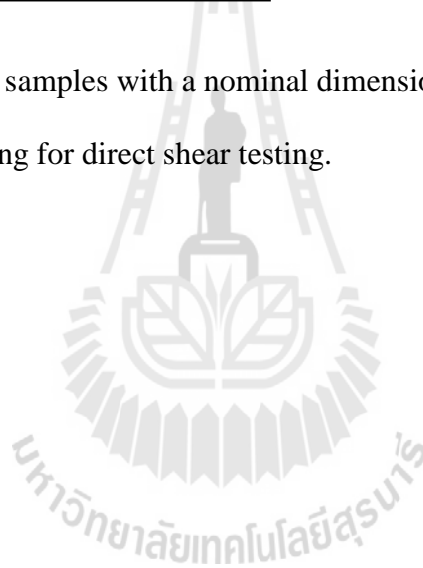 samples with a nominal dimensio
ng for direct shear testing.
มหาวิทยาลัยเทคโนโลยีสุรนารี